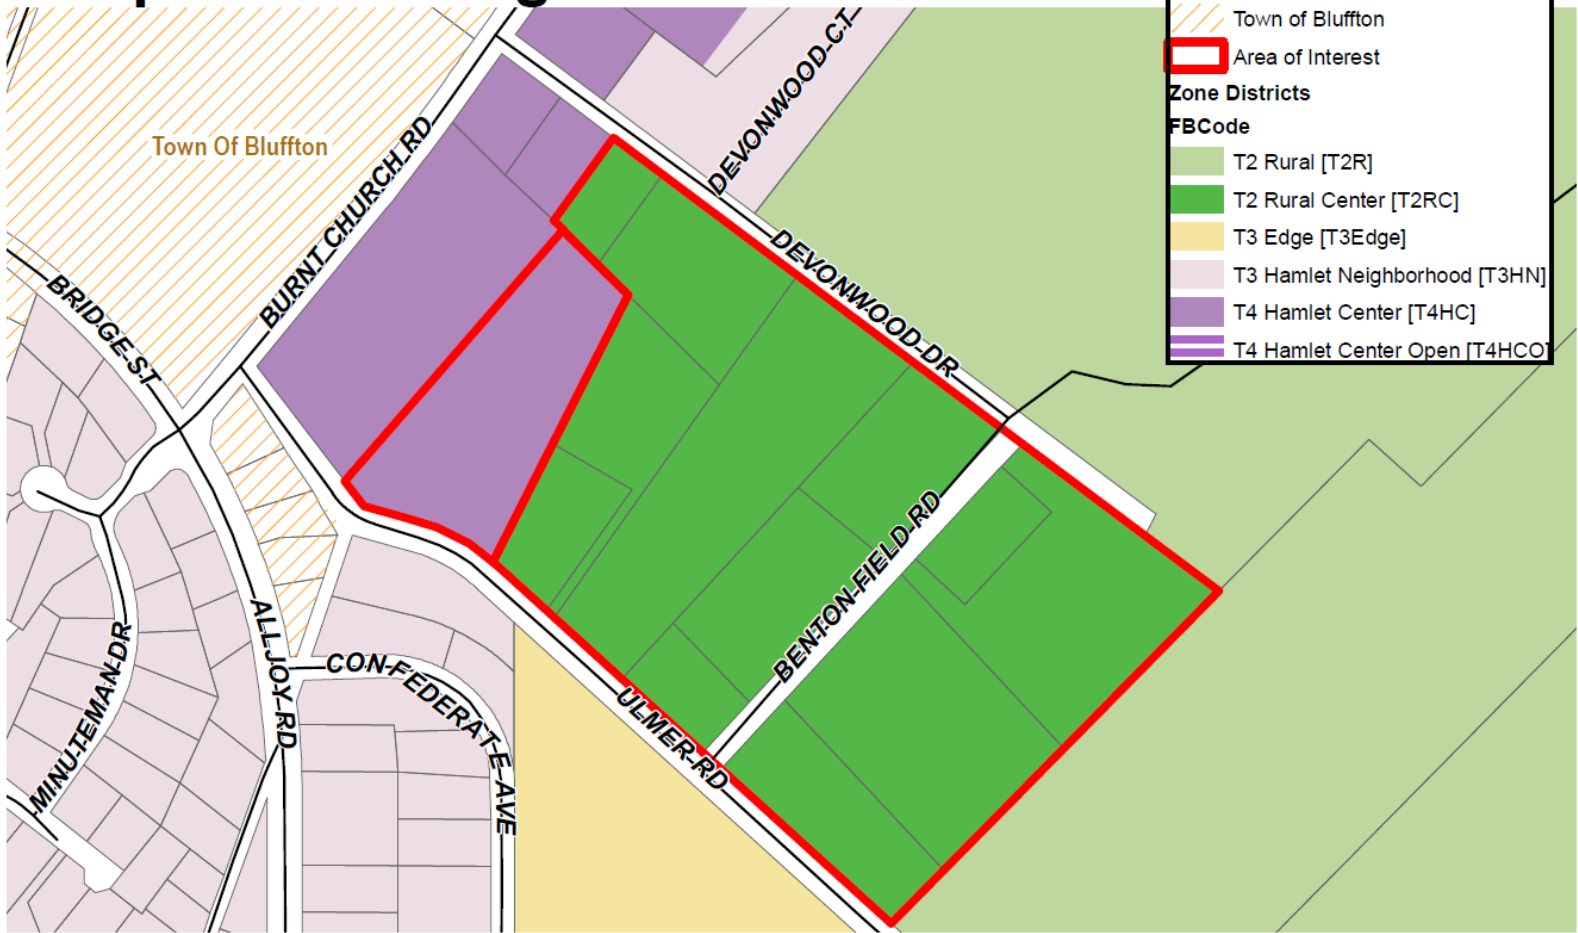 Town of Bluffton
Area of Interest
Zone Districts
FBCode
T2 Rural [T2R]
T2 Rural Center [T2RC]
T3 Edge [T3Edge]
T3 Hamlet Neighborhood [T3HN]
T4 Hamlet Center [T4HC]
T4 Hamlet Center Open [T4HCO]
Town Of Bluffton
BURNT CHURCH RD
DEVONWOOD CT
DEVONWOOD DR
BRIDGE ST
BENTON FIELD RD
ALLJOY RD
CONFEDERATE AVE
MINUTEMAN DR
ULMER RD